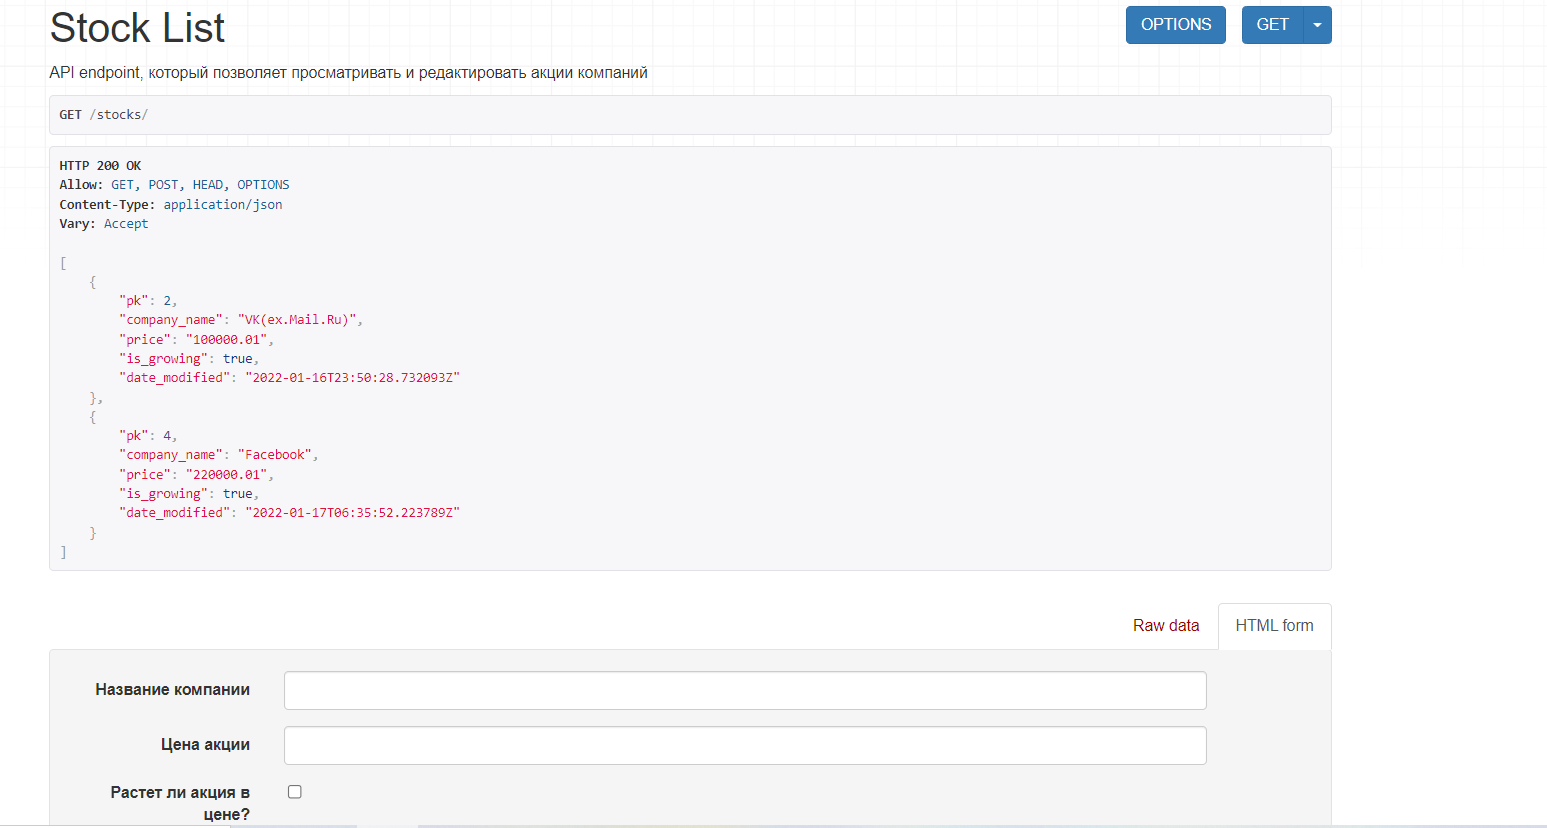 Stock List
OPTIONS
GET
API endpoint, который позволяет просматривать и редактировать акции компаний
GET /stocks/
HTTP 200 OK
Allow: GET, POST, HEAD, OPTIONS
Content-Type: application/json
Vary: Accept
[
    {
        "pk": 2,
        "company_name": "VK(ex.Mail.Ru)",
        "price": "100000.01",
        "is_growing": true,
        "date_modified": "2022-01-16T23:50:28.732093Z"
    },
    {
        "pk": 4,
        "company_name": "Facebook",
        "price": "220000.01",
        "is_growing": true,
        "date_modified": "2022-01-17T06:35:52.223789Z"
    }
]
Raw data
HTML form
Название компании
Цена акции
Растет ли акция в
цене?